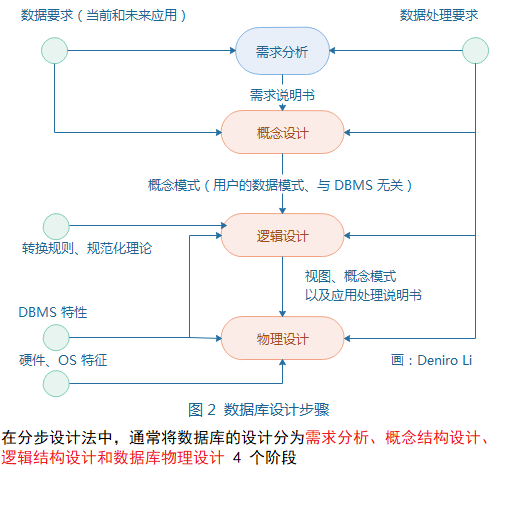 数据要求（当前和未来应用）
数据处理要求
需求分析
需求说明书
概念设计
概念模式（用户的数据模式、与 DBMS 无关）
逻辑设计
转换规则、规范化理论
视图、概念模式
以及应用处理说明书
DBMS 特性
物理设计
硬件、OS 特征
画：Deniro Li
图 2 数据库设计步骤
在分步设计法中，通常将数据库的设计分为需求分析、概念结构设计、
逻辑结构设计和数据库物理设计 4 个阶段